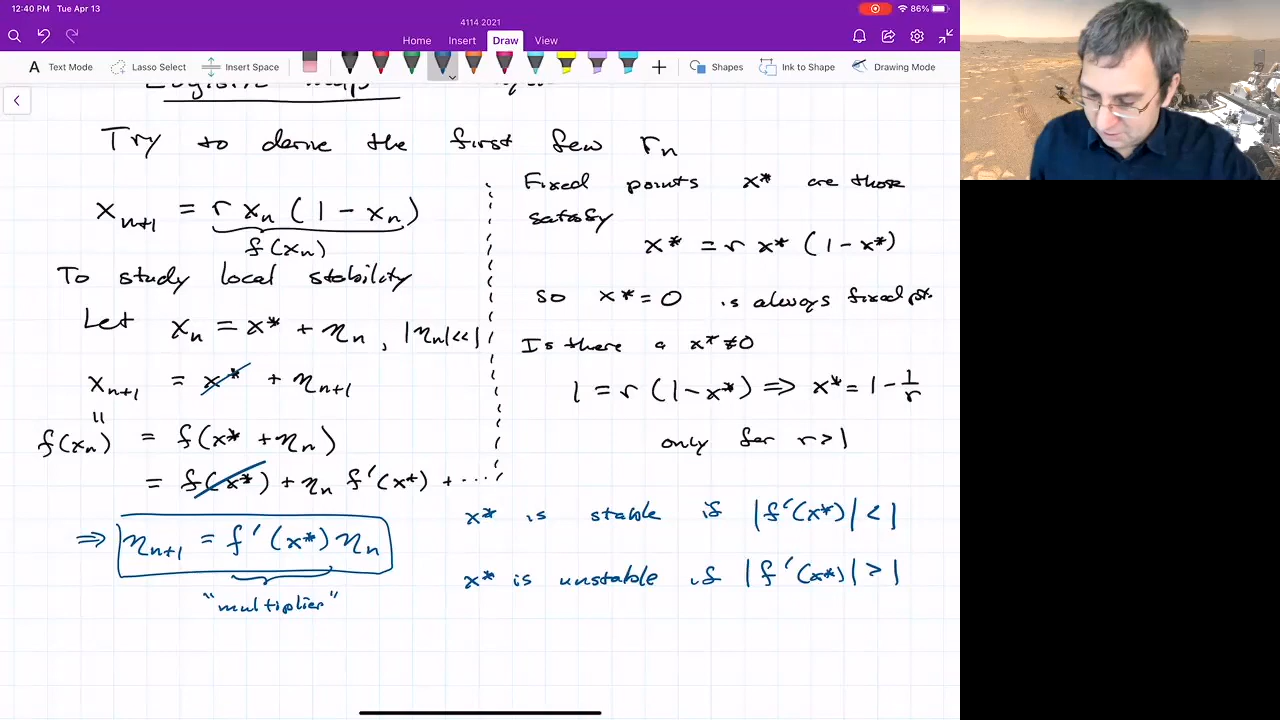 12:40 PM Tue Apr 13
86%
4114 2021
Home Insert Draw View
Text Mode Lasso Select Insert Space Shapes Ink to Shape Drawing Mode
Logistic map
Try to derive the first few rₙ
xₙ₊₁ = r xₙ (1 - xₙ)
f(xₙ)
To study local stability
Let xₙ = x* + ηₙ, |ηₙ|<<1
xₙ₊₁ = x* + ηₙ₊₁
"
f(xₙ) = f(x* + ηₙ)
= f(x*) + ηₙ f'(x*) + ...
⇒ ηₙ₊₁ = f'(x*) ηₙ
"multiplier"
Fixed points x* are those
satisfy
x* = r x* (1 - x*)
so x* = 0 is always fixed pt.
Is there a x* ≠ 0
1 = r (1 - x*) ⇒ x* = 1 - 1/r
only for r > 1
x* is stable if |f'(x*)| < 1
x* is unstable if |f'(x*)| > 1